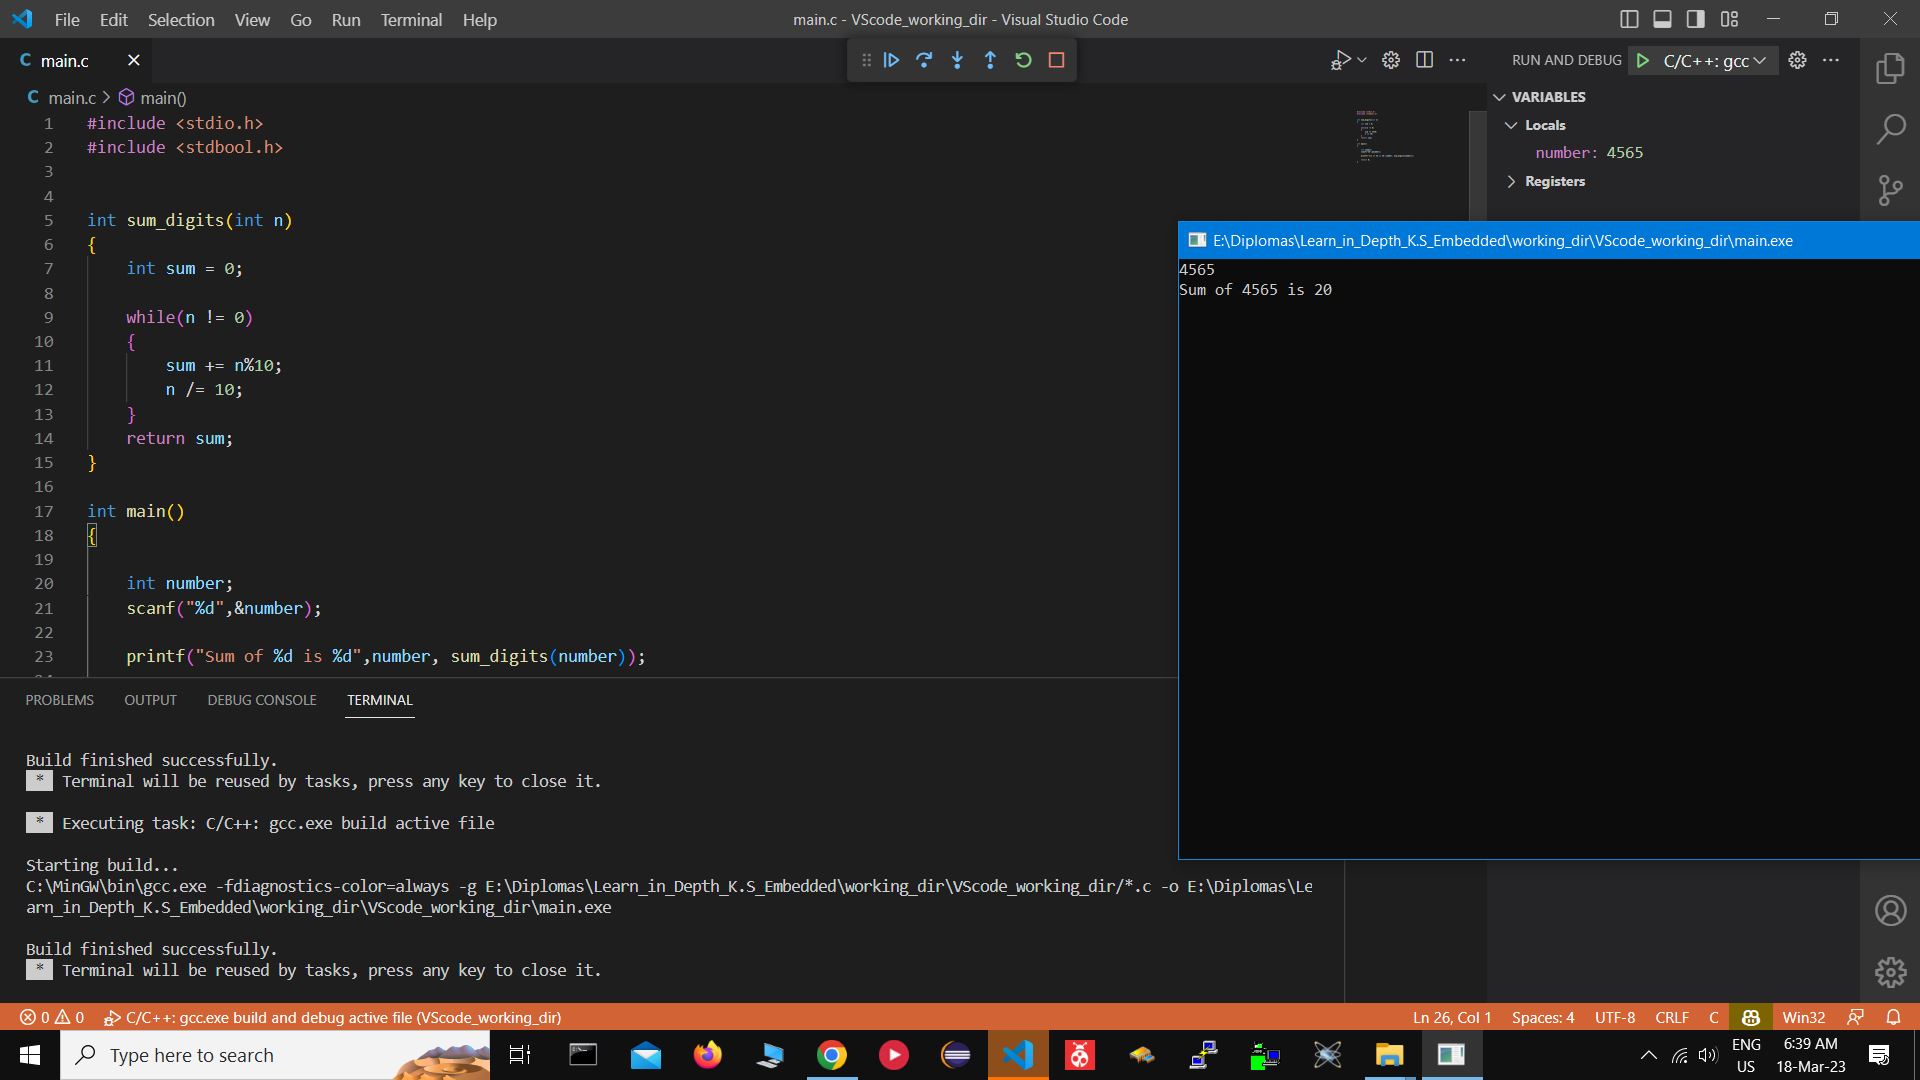 File Edit Selection View Go Run Terminal Help
main.c - VScode_working_dir - Visual Studio Code
C main.c
RUN AND DEBUG C/C++: gcc
C main.c > main()
1 #include <stdio.h>
2 #include <stdbool.h>
3
4
5 int sum_digits(int n)
6 {
7 int sum = 0;
8
9 while(n != 0)
10 {
11 sum += n%10;
12 n /= 10;
13 }
14 return sum;
15 }
16
17 int main()
18 {
19
20 int number;
21 scanf("%d",&number);
22
23 printf("Sum of %d is %d",number, sum_digits(number));
VARIABLES
Locals
number: 4565
Registers
E:\Diplomas\Learn_in_Depth_K.S_Embedded\working_dir\VScode_working_dir\main.exe
4565
Sum of 4565 is 20
PROBLEMS OUTPUT DEBUG CONSOLE TERMINAL
Build finished successfully.
* Terminal will be reused by tasks, press any key to close it.
* Executing task: C/C++: gcc.exe build active file
Starting build...
C:\MinGW\bin\gcc.exe -fdiagnostics-color=always -g E:\Diplomas\Learn_in_Depth_K.S_Embedded\working_dir\VScode_working_dir/*.c -o E:\Diplomas\Le
arn_in_Depth_K.S_Embedded\working_dir\VScode_working_dir\main.exe
Build finished successfully.
* Terminal will be reused by tasks, press any key to close it.
0 0 C/C++: gcc.exe build and debug active file (VScode_working_dir)
Ln 26, Col 1 Spaces: 4 UTF-8 CRLF C Win32
Type here to search
ENG
US
6:39 AM
18-Mar-23